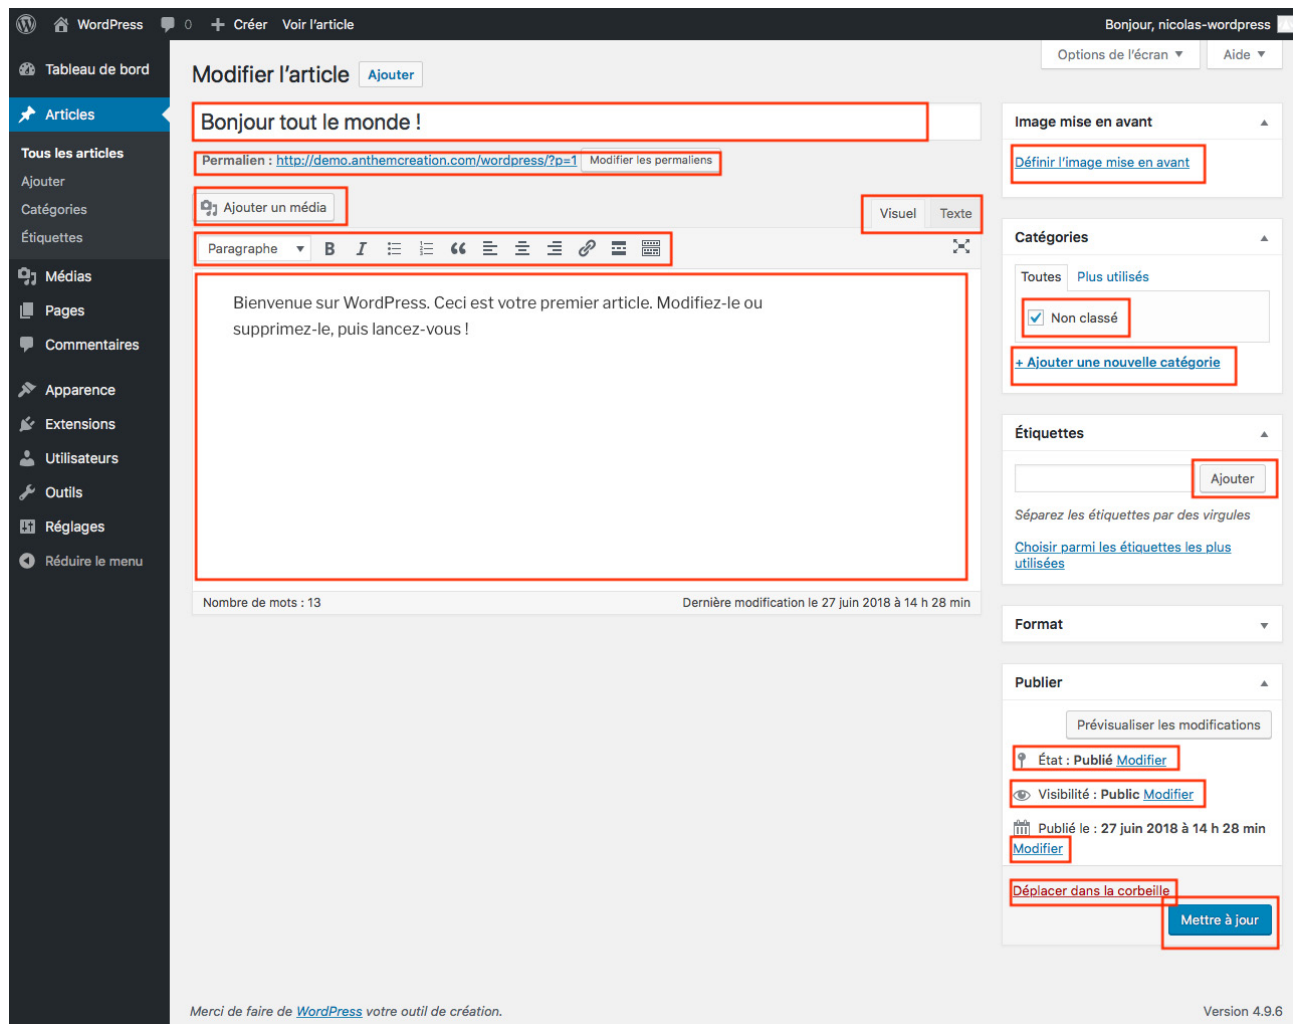 WordPress 0 + Créer Voir l'article Bonjour, nicolas-wordpress
Options de l'écran ▼ Aide ▼
Tableau de bord
Articles
Tous les articles
Ajouter
Catégories
Étiquettes
Médias
Pages
Commentaires
Apparence
Extensions
Utilisateurs
Outils
Réglages
Réduire le menu
Modifier l'article Ajouter
Bonjour tout le monde !
Permalien : http://demo.anthemcreation.com/wordpress/?p=1 Modifier les permaliens
Ajouter un média
Visuel Texte
Paragraphe ▼ B I
Bienvenue sur WordPress. Ceci est votre premier article. Modifiez-le ou
supprimez-le, puis lancez-vous !
Nombre de mots : 13 Dernière modification le 27 juin 2018 à 14 h 28 min
Image mise en avant
Définir l'image mise en avant
Catégories
Toutes Plus utilisés
Non classé
+ Ajouter une nouvelle catégorie
Étiquettes
Ajouter
Séparez les étiquettes par des virgules
Choisir parmi les étiquettes les plus
utilisées
Format
Publier
Prévisualiser les modifications
État : Publié Modifier
Visibilité : Public Modifier
Publié le : 27 juin 2018 à 14 h 28 min
Modifier
Déplacer dans la corbeille
Mettre à jour
Merci de faire de WordPress votre outil de création. Version 4.9.6